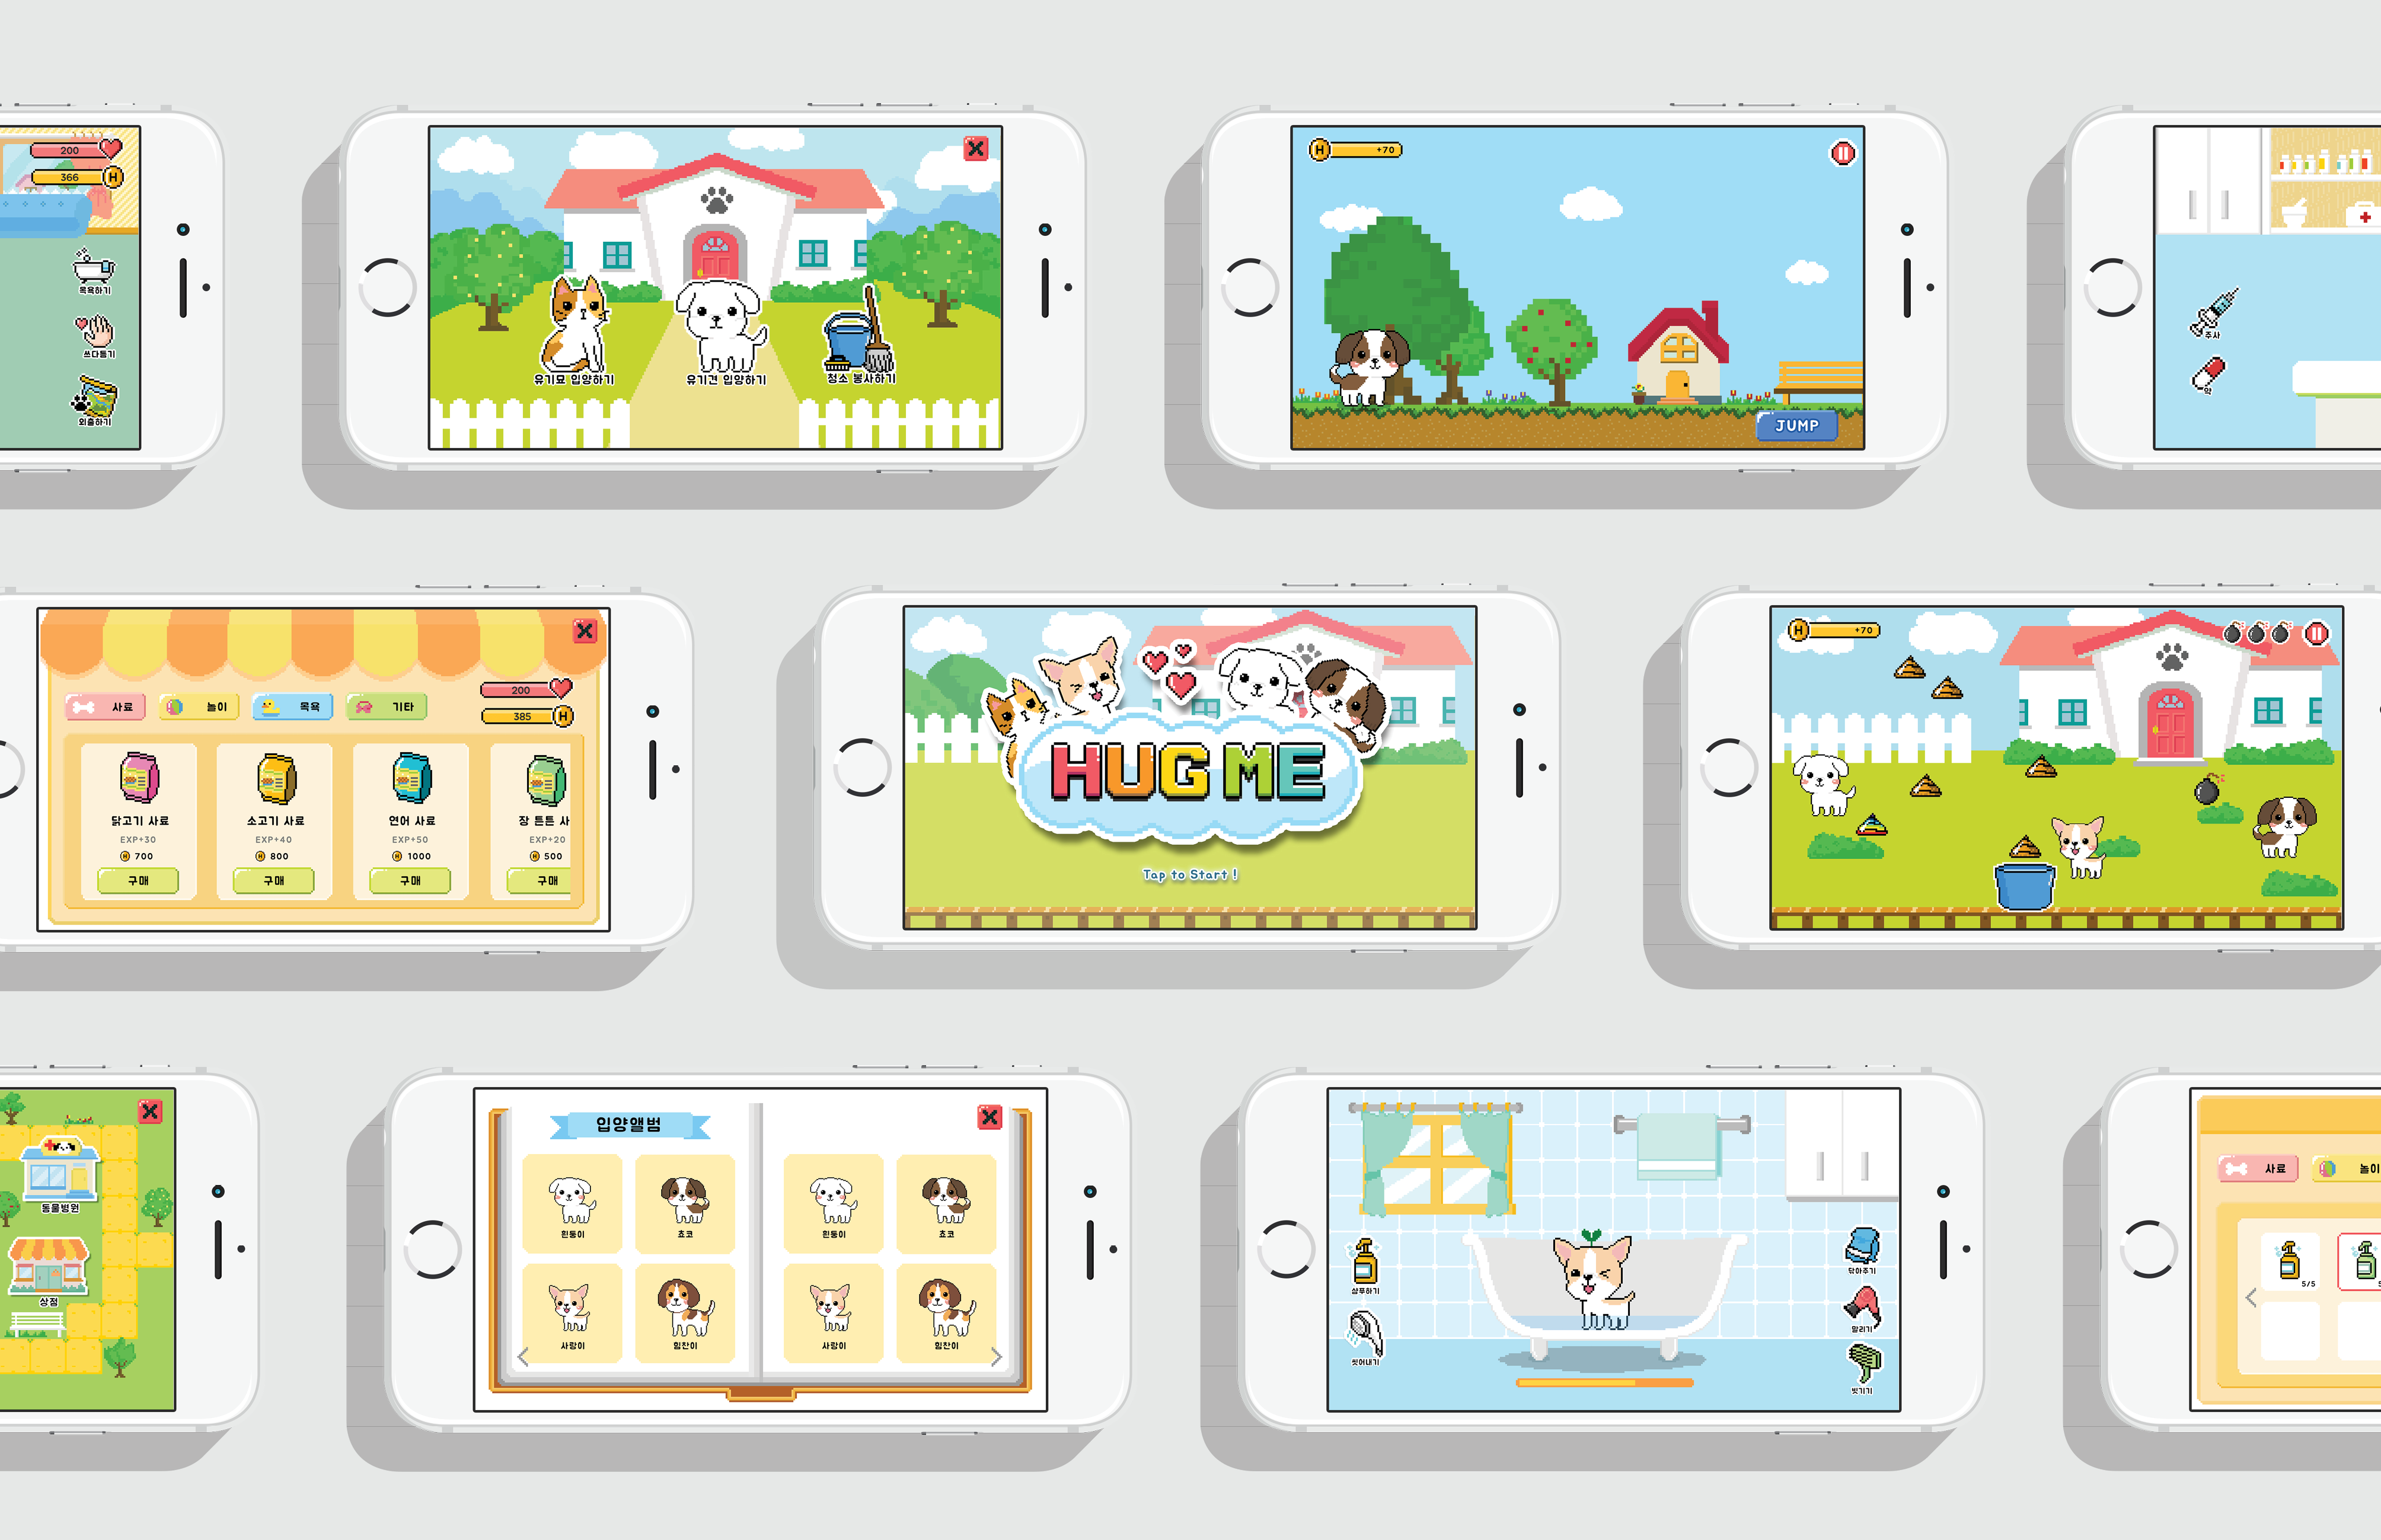 200
366
목욕하기
쓰다듬기
외출하기
유기묘 입양하기
유기견 입양하기
청소 봉사하기
H
+70
JUMP
주사
약
사료
놀이
목욕
기타
200
385
H
닭고기 사료
EXP+30
H 700
구매
소고기 사료
EXP+40
H 800
구매
연어 사료
EXP+50
H 1000
구매
장 튼튼 사
EXP+20
H 500
구매
HUG ME
Tap to Start !
H
+70
동물병원
상점
입양앨범
흰둥이
쵸코
흰둥이
쵸코
사랑이
힘찬이
사랑이
힘찬이
샴푸하기
씻어내기
닦아주기
말리기
빗기기
사료
놀이
5/5